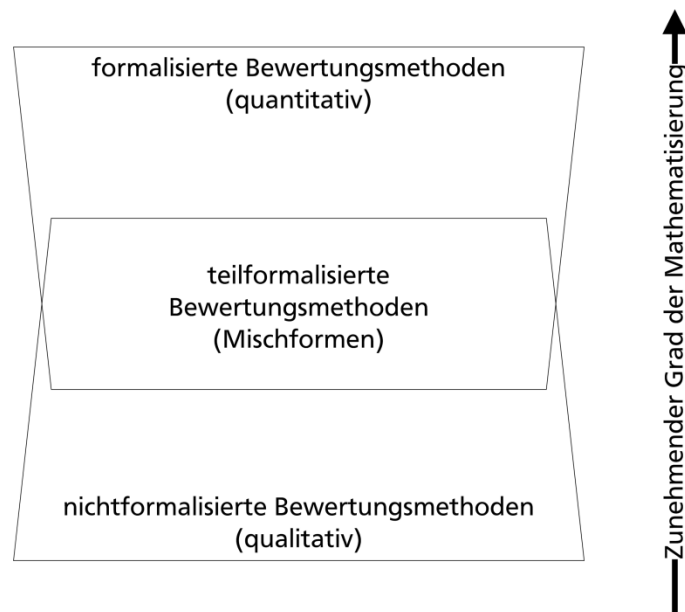 formalisierte Bewertungsmethoden
(quantitativ)
teilformalisierte
Bewertungsmethoden
(Mischformen)
nichtformalisierte Bewertungsmethoden
(qualitativ)
Zunehmender Grad der Mathematisierung